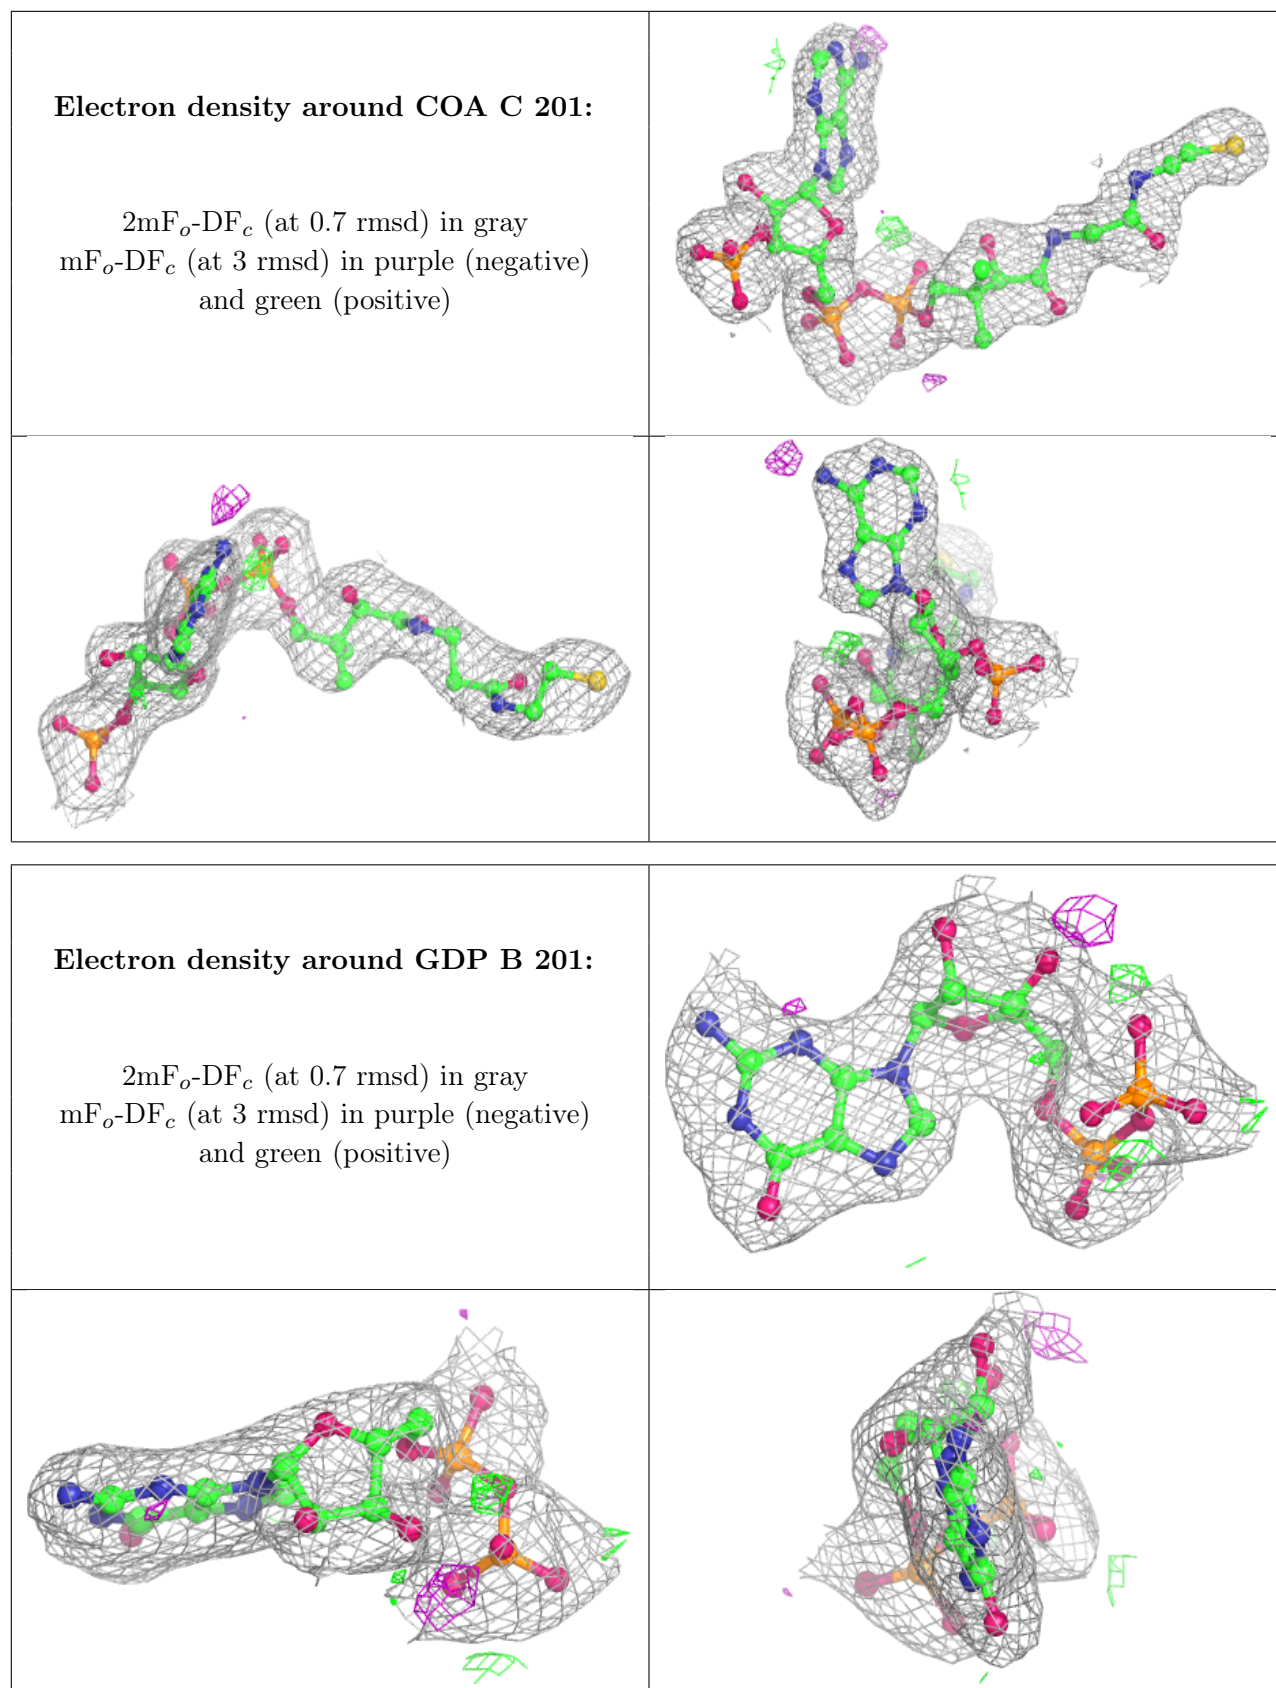 Electron density around COA C 201:
2mFₒ-DF𝑐 (at 0.7 rmsd) in gray
mFₒ-DF𝑐 (at 3 rmsd) in purple (negative)
and green (positive)
Electron density around GDP B 201:
2mFₒ-DF𝑐 (at 0.7 rmsd) in gray
mFₒ-DF𝑐 (at 3 rmsd) in purple (negative)
and green (positive)